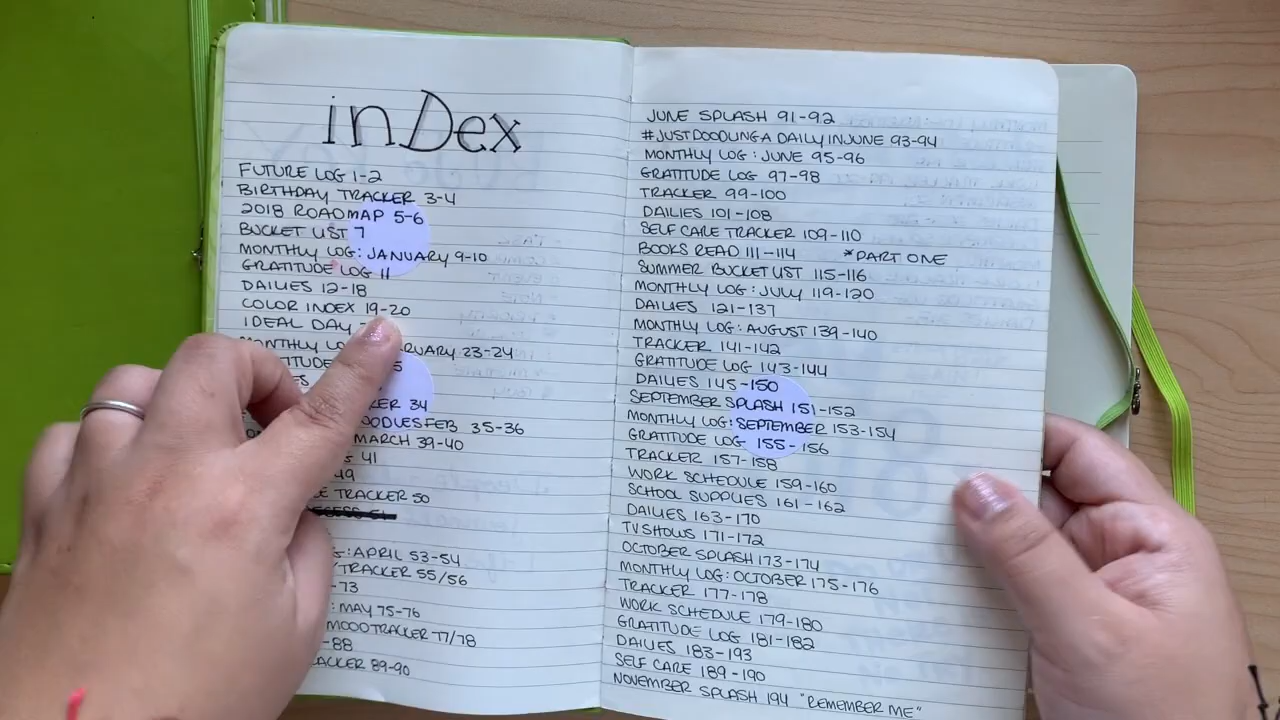 inDex
FUTURE LOG 1-2
BIRTHDAY TRACKER 3-4
2018 ROADMAP 5-6
BUCKET LIST 7
MONTHLY LOG: JANUARY 9-10
GRATITUDE LOG 11
DAILIES 12-18
COLOR INDEX 19-20
IDEAL DAY
MONTHLY 23-24
34
FEB 35-36
MARCH 39-40
41
49
TRACKER 50
: APRIL 53-54
TRACKER 55/56
-73
: MAY 75-76
MOOD TRACKER 77/78
-88
89-90
JUNE SPLASH 91-92
#JUSTDOODLINGA DAILY IN JUNE 93-94
MONTHLY LOG: JUNE 95-96
GRATITUDE LOG 97-98
TRACKER 99-100
DAILIES 101-108
SELF CARE TRACKER 109-110
BOOKS READ 111-114 *PART ONE
SUMMER BUCKET LIST 115-116
MONTHLY LOG: JULY 119-120
DAILIES 121-137
MONTHLY LOG: AUGUST 139-140
TRACKER 141-142
GRATITUDE LOG 143-144
DAILIES 145-150
SEPTEMBER SPLASH 151-152
MONTHLY LOG: SEPTEMBER 153-154
GRATITUDE LOG 155-156
TRACKER 157-158
WORK SCHEDULE 159-160
SCHOOL SUPPLIES 161-162
DAILIES 163-170
TV SHOWS 171-172
OCTOBER SPLASH 173-174
MONTHLY LOG: OCTOBER 175-176
TRACKER 177-178
WORK SCHEDULE 179-180
GRATITUDE LOG 181-182
DAILIES 183-193
SELF CARE 189-190
NOVEMBER SPLASH 194 "REMEMBER ME"